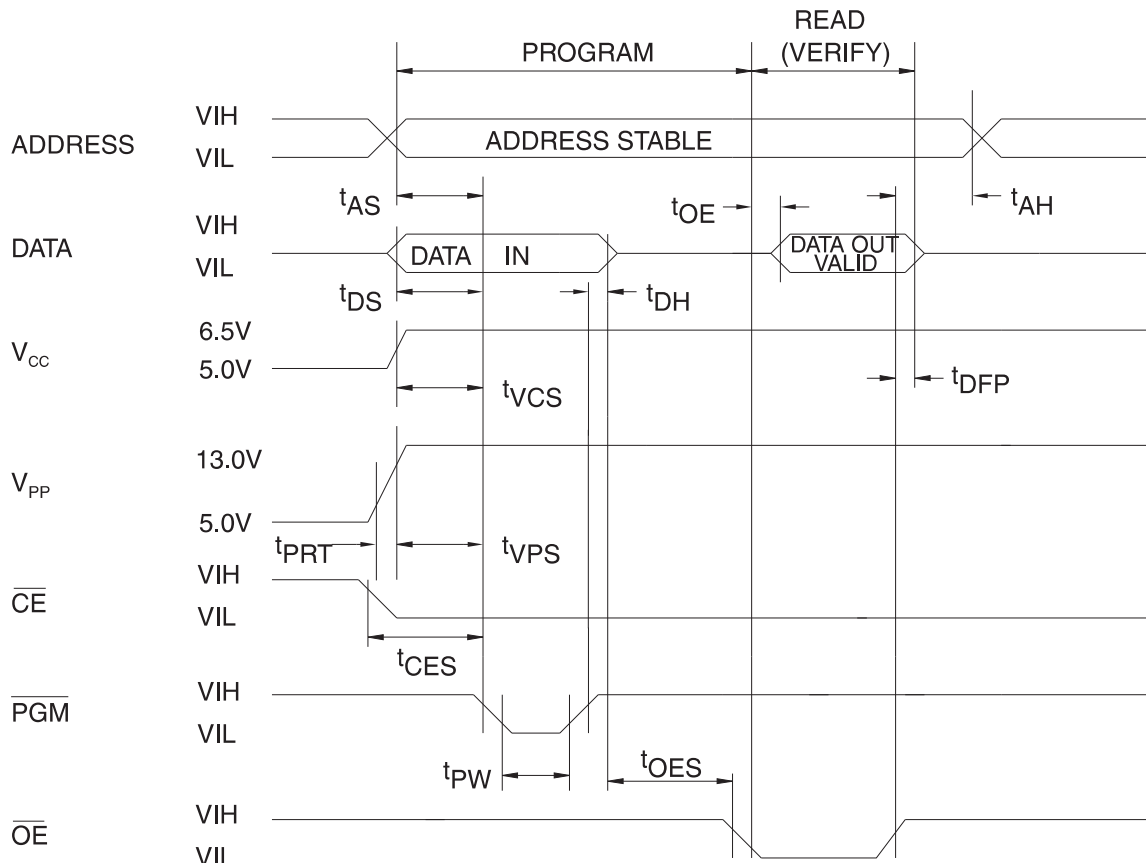 READ
PROGRAM (VERIFY)
VIH
ADDRESS ADDRESS STABLE
VIL
tAS tOE tAH
VIH
DATA DATA IN DATA OUT VALID
VIL
tDS tDH
6.5V
VCC
5.0V
tVCS tDFP
13.0V
VPP
5.0V
tPRT tVPS
VIH
CE
VIL
tCES
VIH
PGM
VIL
tPW tOES
VIH
OE
VIL